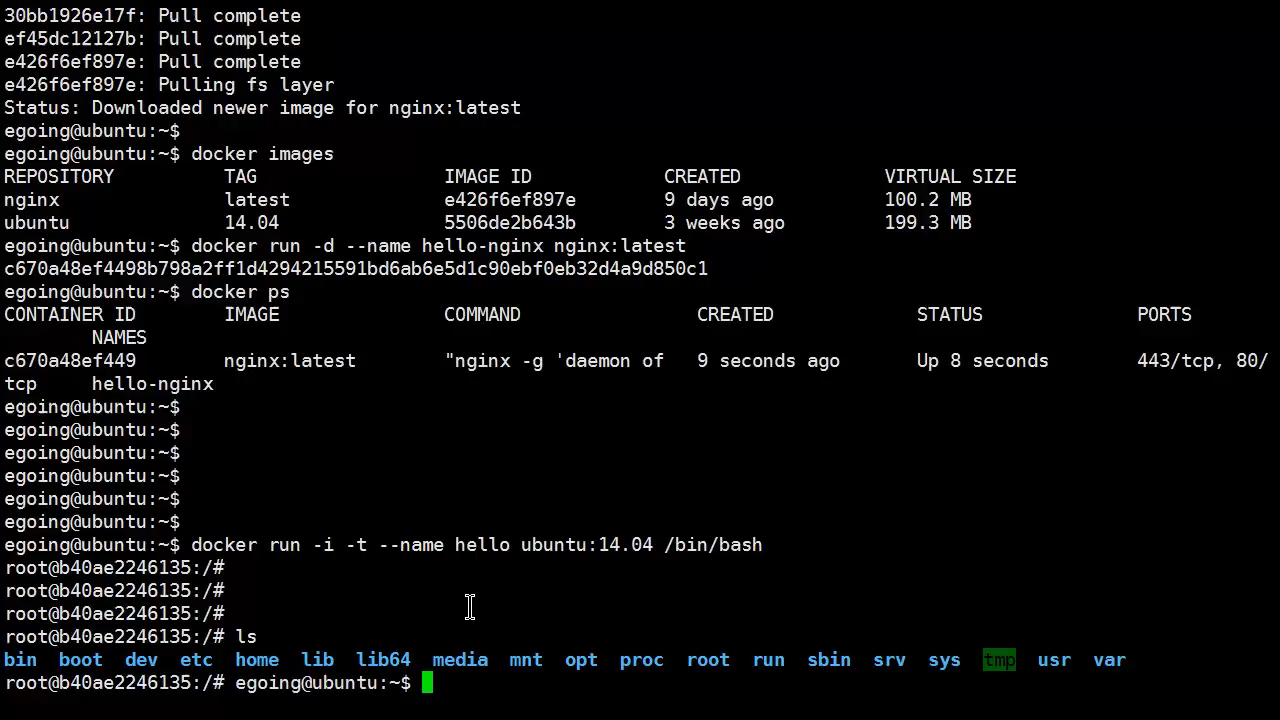 30bb1926e17f: Pull complete
ef45dc12127b: Pull complete
e426f6ef897e: Pull complete
e426f6ef897e: Pulling fs layer
Status: Downloaded newer image for nginx:latest
egoing@ubuntu:~$
egoing@ubuntu:~$ docker images
REPOSITORY          TAG                 IMAGE ID            CREATED             VIRTUAL SIZE
nginx               latest              e426f6ef897e        9 days ago          100.2 MB
ubuntu              14.04               5506de2b643b        3 weeks ago         199.3 MB
egoing@ubuntu:~$ docker run -d --name hello-nginx nginx:latest
c670a48ef4498b798a2ff1d4294215591bd6ab6e5d1c90ebf0eb32d4a9d850c1
egoing@ubuntu:~$ docker ps
CONTAINER ID        IMAGE               COMMAND                CREATED             STATUS              PORTS
        NAMES
c670a48ef449        nginx:latest        "nginx -g 'daemon of   9 seconds ago       Up 8 seconds        443/tcp, 80/
tcp     hello-nginx
egoing@ubuntu:~$
egoing@ubuntu:~$
egoing@ubuntu:~$
egoing@ubuntu:~$
egoing@ubuntu:~$
egoing@ubuntu:~$
egoing@ubuntu:~$ docker run -i -t --name hello ubuntu:14.04 /bin/bash
root@b40ae2246135:/#
root@b40ae2246135:/#
root@b40ae2246135:/#
root@b40ae2246135:/# ls
bin  boot  dev  etc  home  lib  lib64  media  mnt  opt  proc  root  run  sbin  srv  sys  tmp  usr  var
root@b40ae2246135:/# egoing@ubuntu:~$